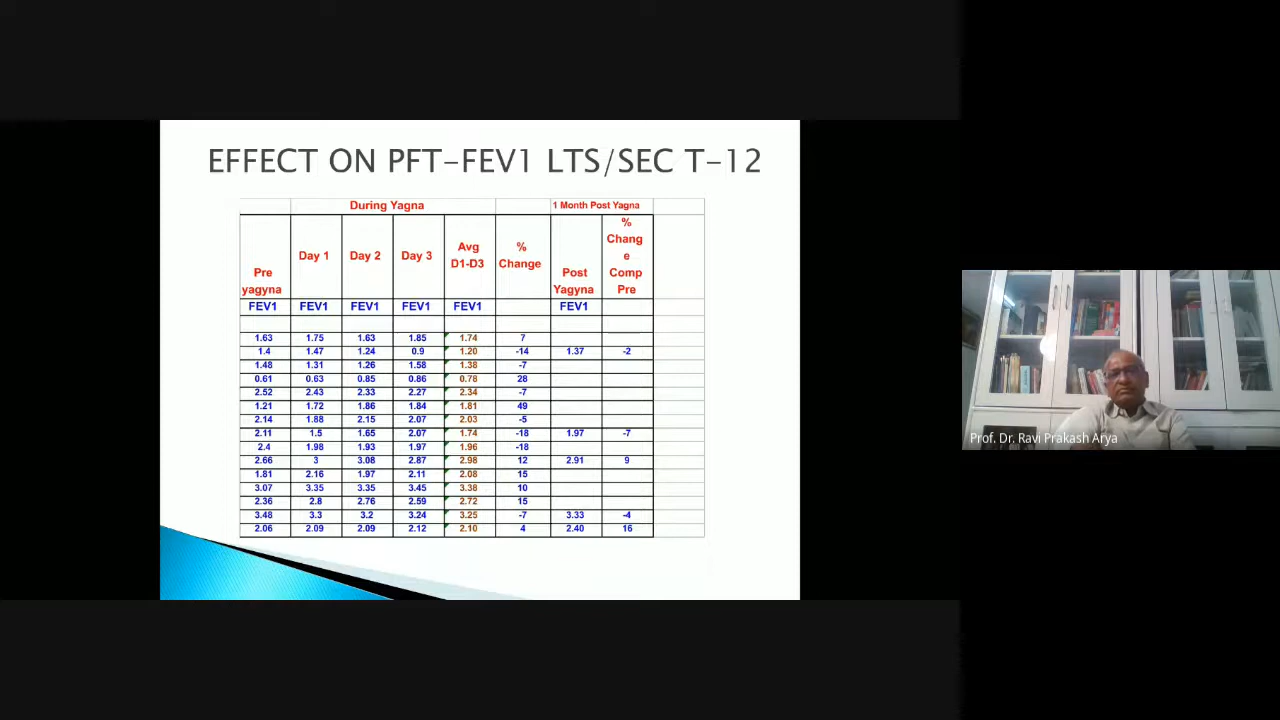 EFFECT ON PFT-FEV1 LTS/SEC T-12
During Yagna 1 Month Post Yagna
Pre yagyna Day 1 Day 2 Day 3 Avg D1-D3 % Change Post Yagyna % Chang e Comp Pre
FEV1 FEV1 FEV1 FEV1 FEV1 FEV1
1.63 1.75 1.63 1.85 1.74 7
1.4 1.47 1.24 0.9 1.20 -14 1.37 -2
1.48 1.31 1.26 1.58 1.38 -7
0.61 0.63 0.85 0.86 0.78 28
2.52 2.43 2.33 2.27 2.34 -7
1.21 1.72 1.86 1.84 1.81 49
2.14 1.88 2.15 2.07 2.03 -5
2.11 1.5 1.65 2.07 1.74 -18 1.97 -7
2.4 1.98 1.93 1.97 1.96 -18
2.66 3 3.08 2.87 2.98 12 2.91 9
1.81 2.16 1.97 2.11 2.08 15
3.07 3.35 3.35 3.45 3.38 10
2.36 2.8 2.76 2.59 2.72 15
3.48 3.3 3.2 3.24 3.25 -7 3.33 -4
2.06 2.09 2.09 2.12 2.10 4 2.40 16
Prof. Dr. Ravi Prakash Arya